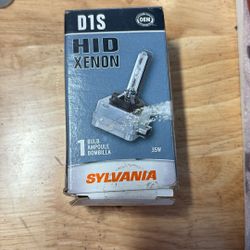 D1S
OEM
HID
XENON
1 BULB
AMPOULE
BOMBILLA
35W
SYLVANIA